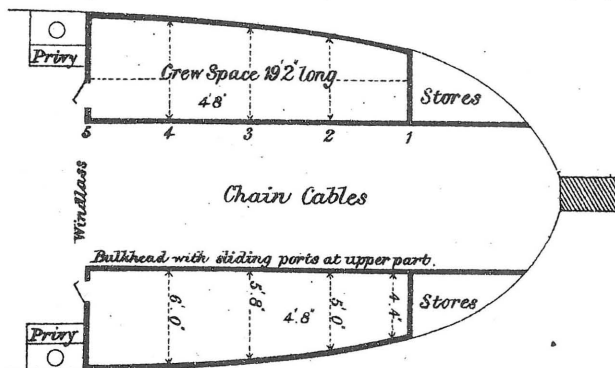 Privy
Crew Space 19'2" long
4'8"
Stores
5 4 3 2 1
Windlass
Chain Cables
Bulkhead with sliding ports at upper part.
6'.0"
5'.8"
4'.8"
5'.0"
4'.4"
Stores
Privy